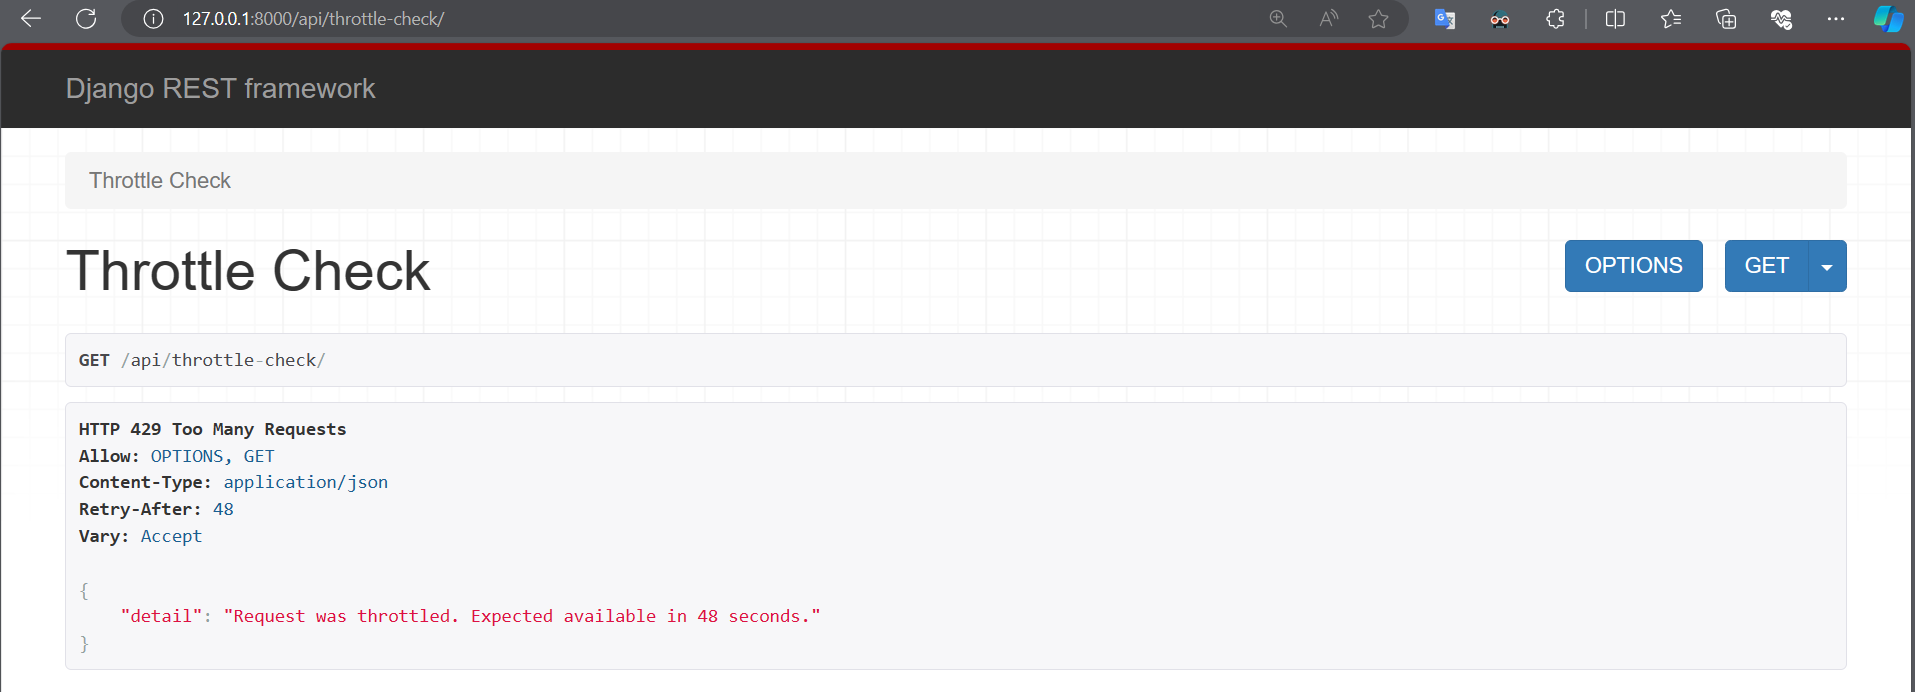 127.0.0.1:8000/api/throttle-check/
Django REST framework
Throttle Check
Throttle Check
OPTIONS
GET
GET /api/throttle-check/
HTTP 429 Too Many Requests
Allow: OPTIONS, GET
Content-Type: application/json
Retry-After: 48
Vary: Accept
{
"detail": "Request was throttled. Expected available in 48 seconds."
}